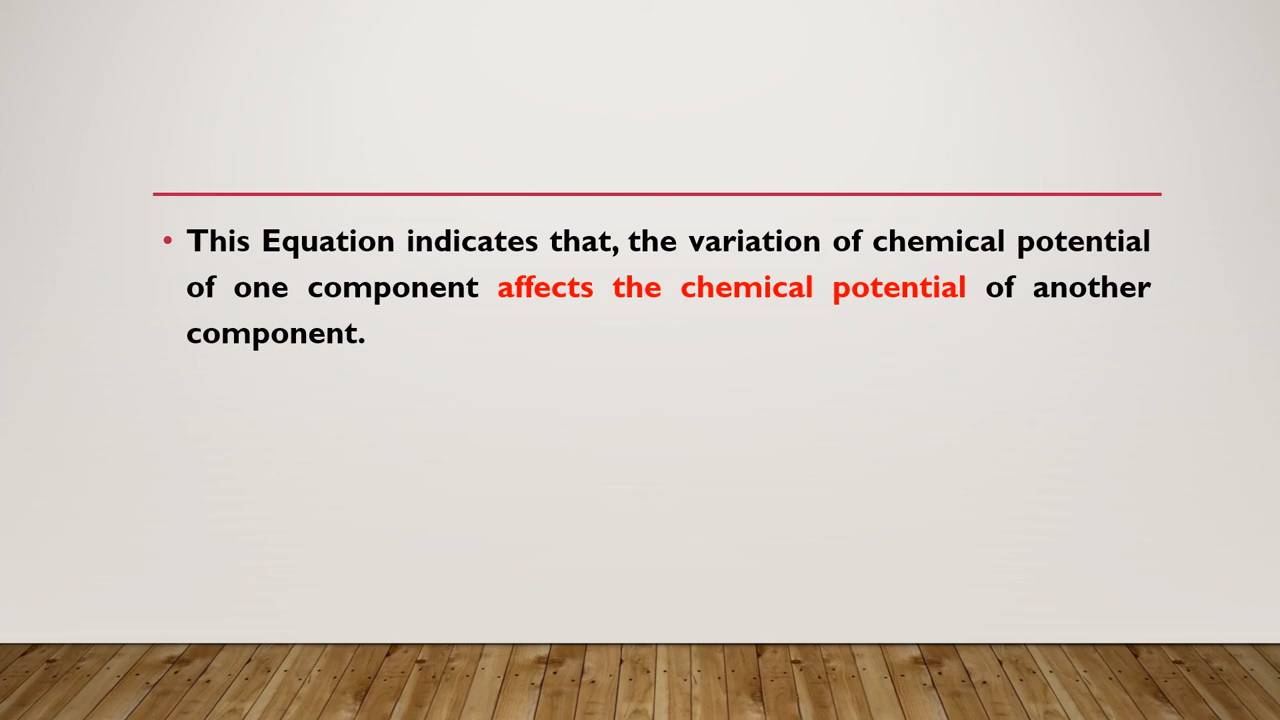 • This Equation indicates that, the variation of chemical potential
of one component affects the chemical potential of another
component.